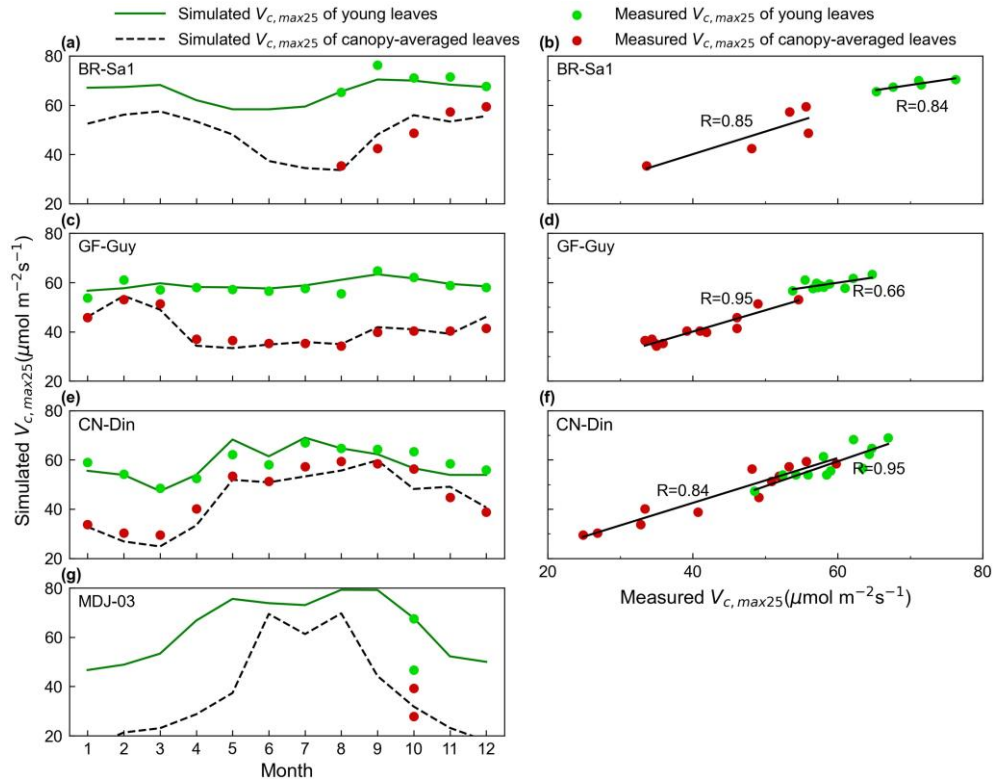 Simulated V_c,max25 of young leaves
Measured V_c,max25 of young leaves
Simulated V_c,max25 of canopy-averaged leaves
Measured V_c,max25 of canopy-averaged leaves
(a)
(b)
80
BR-Sa1
BR-Sa1
60
R=0.84
R=0.85
40
20
(c)
(d)
80
GF-Guy
GF-Guy
60
R=0.95
R=0.66
40
20
(e)
(f)
80
CN-Din
CN-Din
60
R=0.95
R=0.84
40
20
20
40
60
80
Measured V_c,max25(μmol m⁻²s⁻¹)
(g)
80
MDJ-03
60
40
20
1 2 3 4 5 6 7 8 9 10 11 12
Month
Simulated V_c,max25(μmol m⁻²s⁻¹)